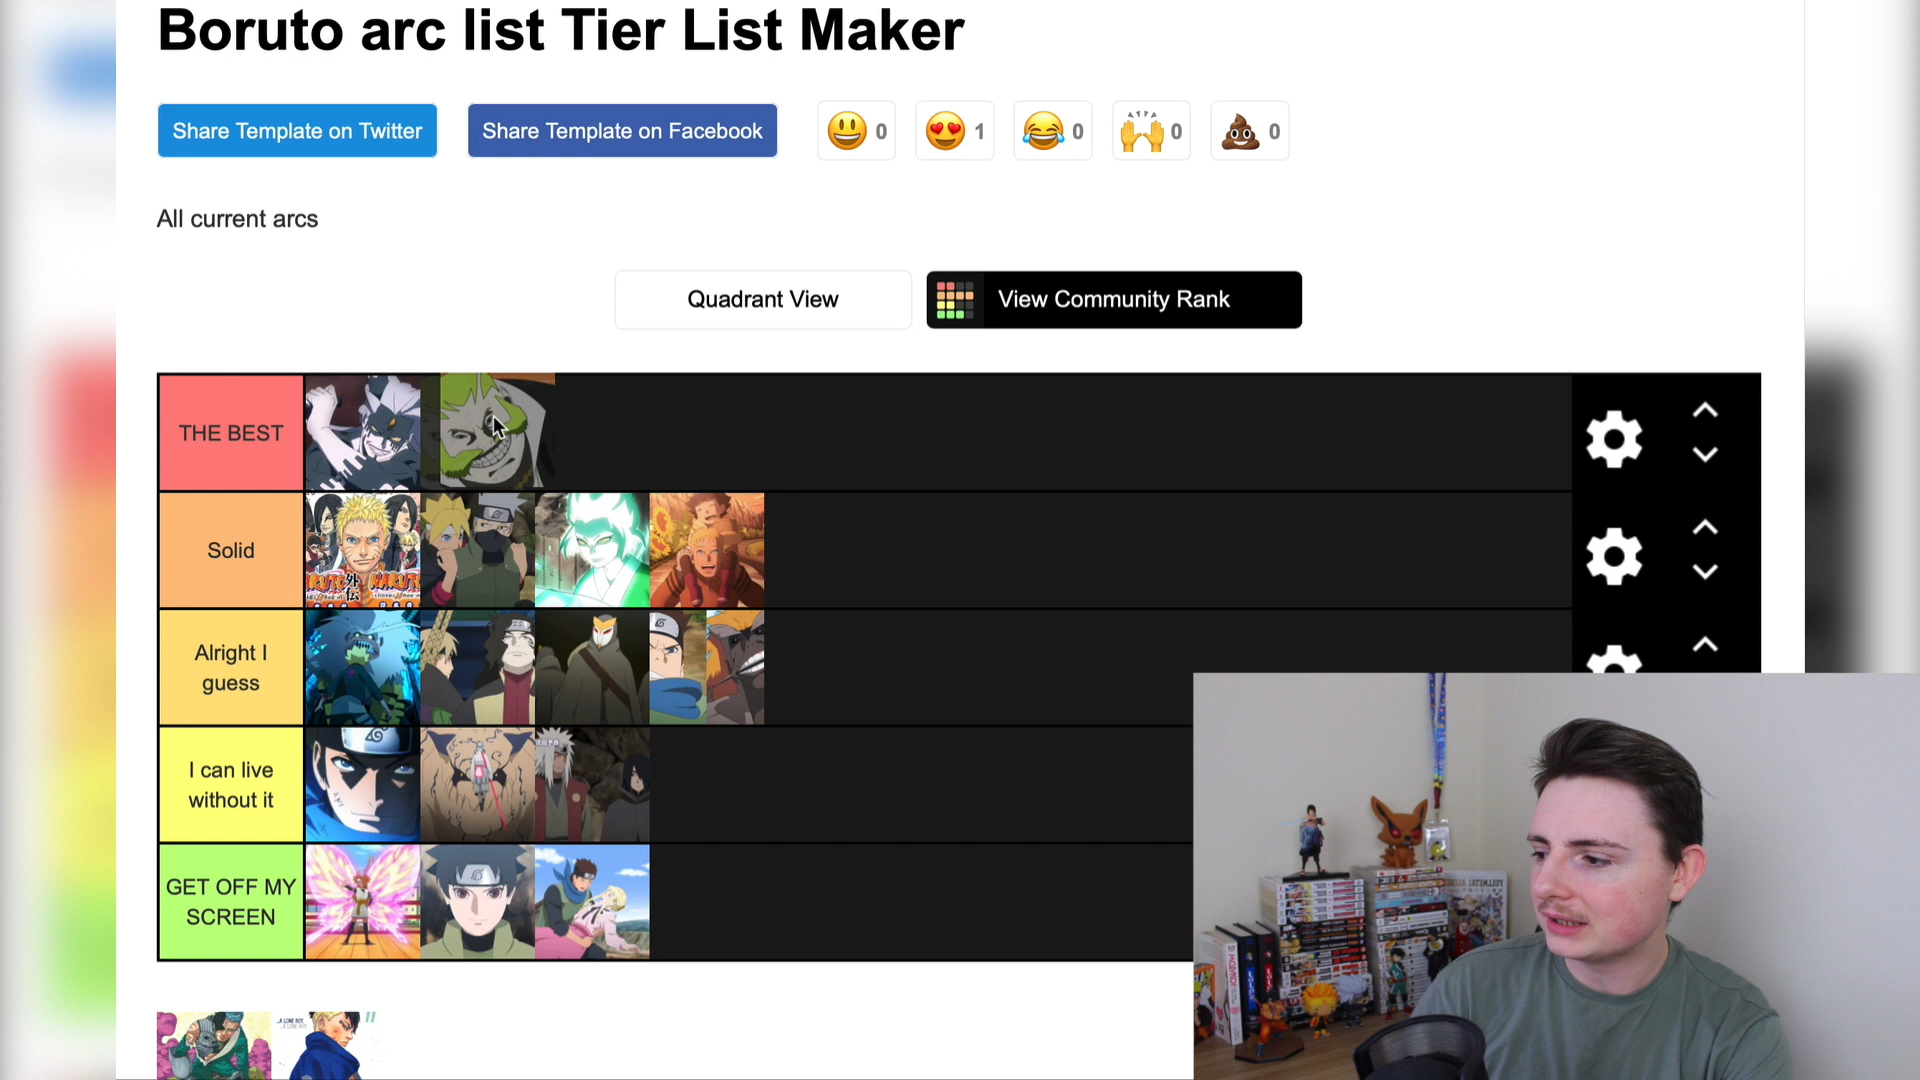 Boruto arc list Tier List Maker
Share Template on Twitter
Share Template on Facebook
0
1
0
0
0
All current arcs
Quadrant View
View Community Rank
THE BEST
Solid
Alright I
guess
I can live
without it
GET OFF MY
SCREEN